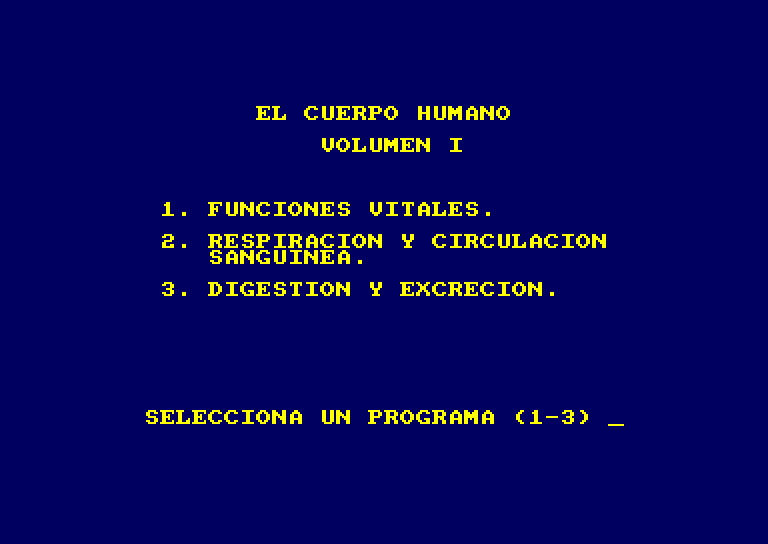 EL CUERPO HUMANO
VOLUMEN I
1. FUNCIONES VITALES.
2. RESPIRACION Y CIRCULACION
SANGUINEA.
3. DIGESTION Y EXCRECION.
SELECCIONA UN PROGRAMA (1-3) _